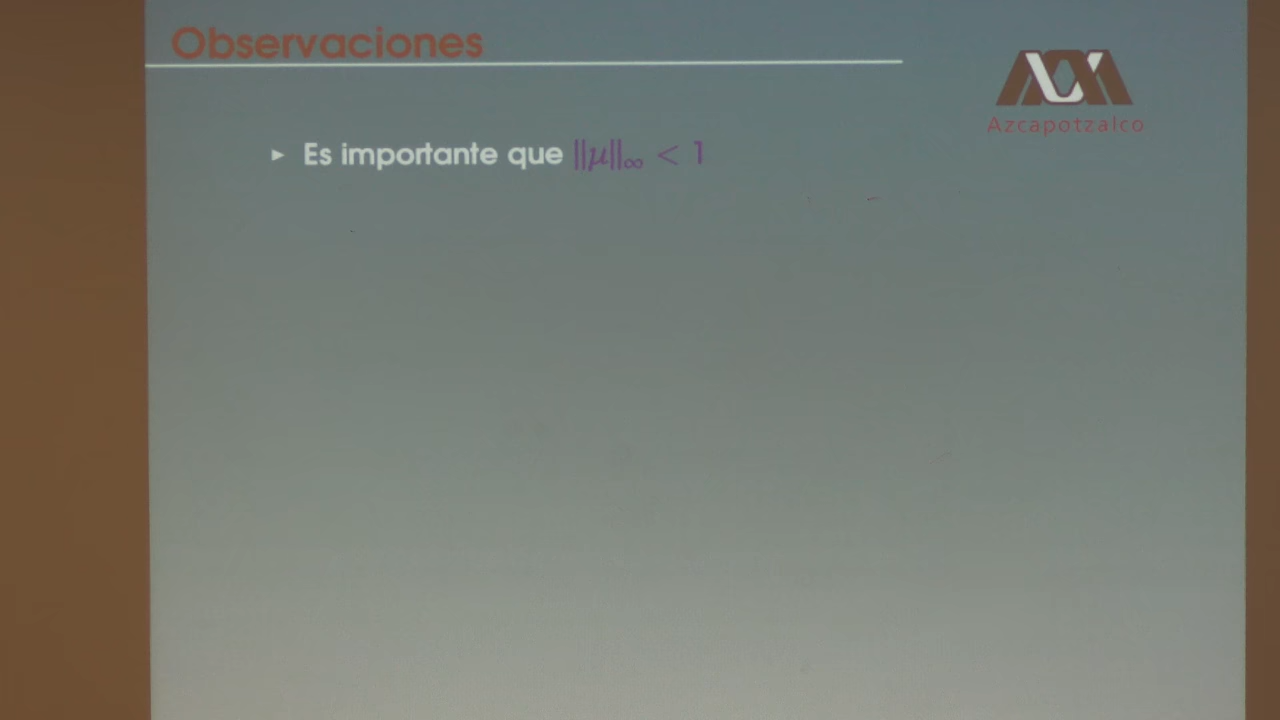 Observaciones
Azcapotzalco
▸ Es importante que ||μ||∞ < 1